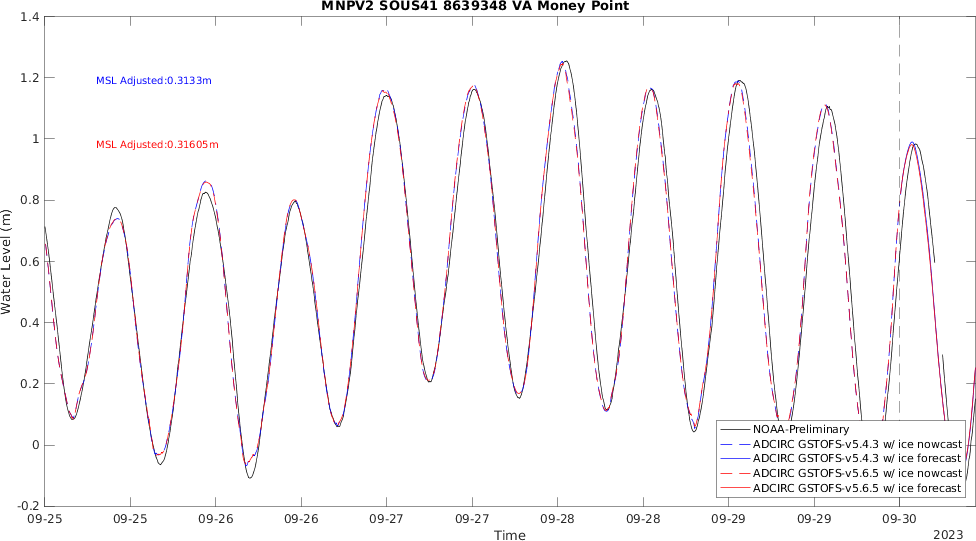 MNPV2 SOUS41 8639348 VA Money Point
1.4
1.2
1
0.8
0.6
0.4
0.2
0
-0.2
Water Level (m)
MSL Adjusted:0.3133m
MSL Adjusted:0.31605m
NOAA-Preliminary
ADCIRC GSTOFS-v5.4.3 w/ ice nowcast
ADCIRC GSTOFS-v5.4.3 w/ ice forecast
ADCIRC GSTOFS-v5.6.5 w/ ice nowcast
ADCIRC GSTOFS-v5.6.5 w/ ice forecast
09-25 09-25 09-26 09-26 09-27 09-27 09-28 09-28 09-29 09-29 09-30
Time
2023